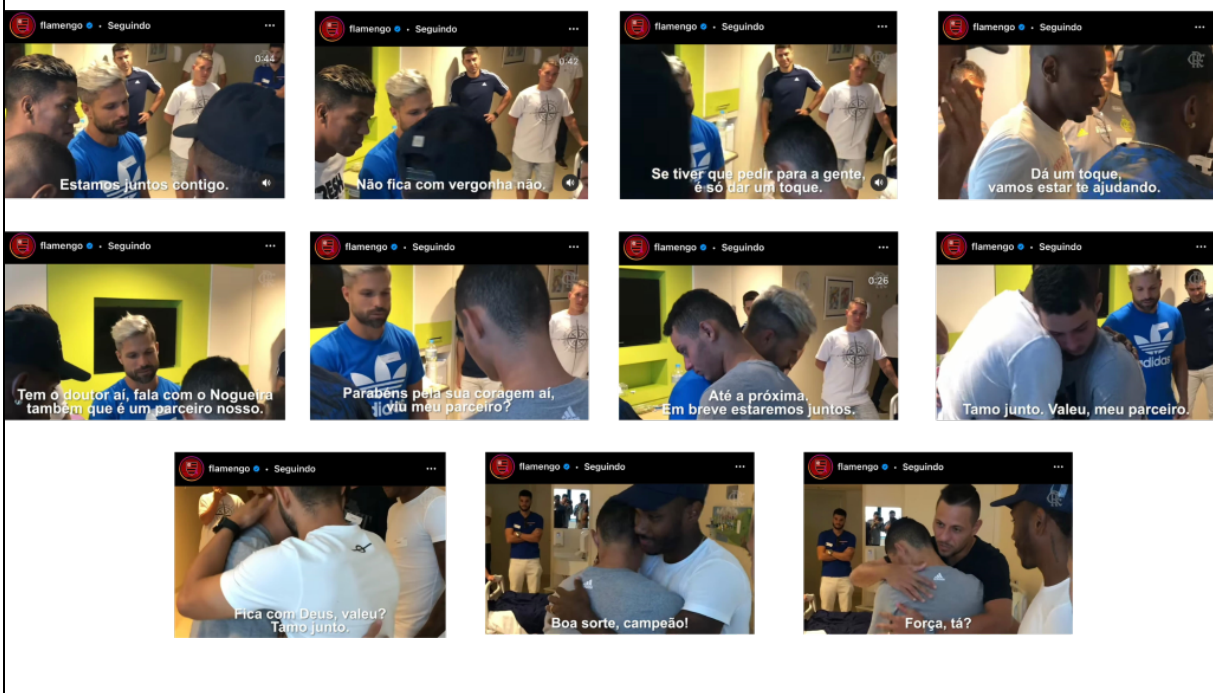 flamengo • Seguindo
0:44
Estamos juntos contigo.
flamengo • Seguindo
0:42
Não fica com vergonha não.
flamengo • Seguindo
Se tiver que pedir para a gente,
é só dar um toque.
flamengo • Seguindo
Dá um toque,
vamos estar te ajudando.
flamengo • Seguindo
Tem o doutor aí, fala com o Nogueira
também que é um parceiro nosso.
flamengo • Seguindo
Parabéns pela sua coragem aí,
viu meu parceiro?
flamengo • Seguindo
0:26
Até a próxima.
Em breve estaremos juntos.
flamengo • Seguindo
adidas
Tamo junto. Valeu, meu parceiro.
flamengo • Seguindo
Fica com Deus, valeu?
Tamo junto.
flamengo • Seguindo
Boa sorte, campeão!
flamengo • Seguindo
Força, tá?